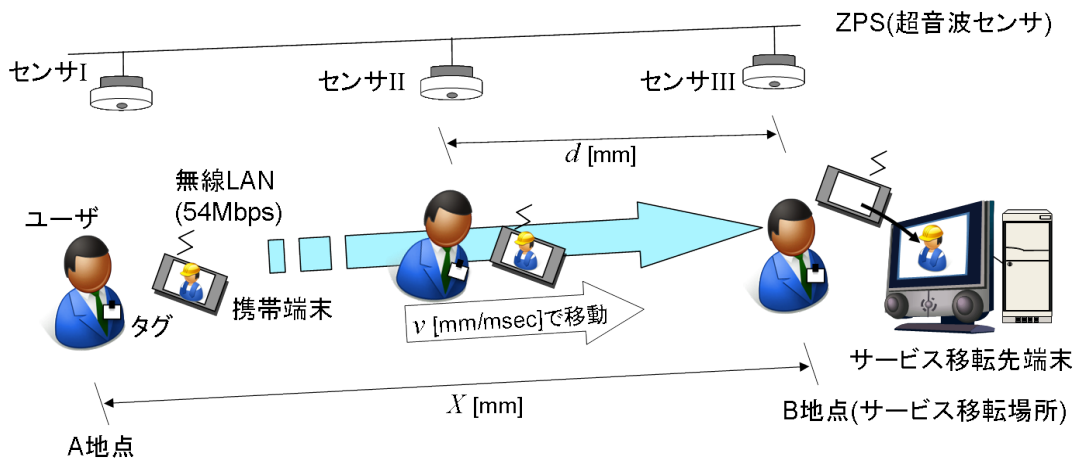 ZPS(超音波センサ)
センサI
センサII
センサIII
d [mm]
無線LAN
(54Mbps)
ユーザ
タグ
携帯端末
v [mm/msec]で移動
サービス移転先端末
X [mm]
B地点(サービス移転場所)
A地点